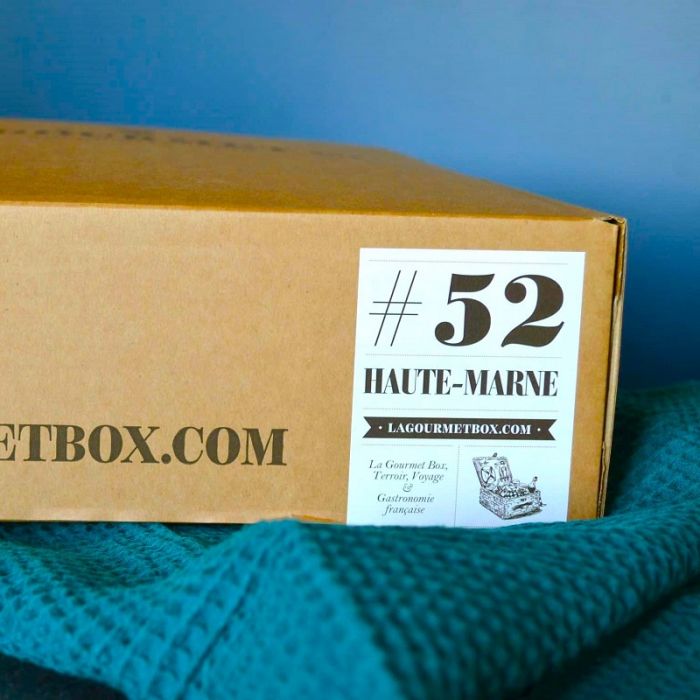 ETBOX.COM
# 52
HAUTE-MARNE
• LAGOURMETBOX.COM •
La Gourmet Box,
Terroir, Voyage
&
Gastronomie
française